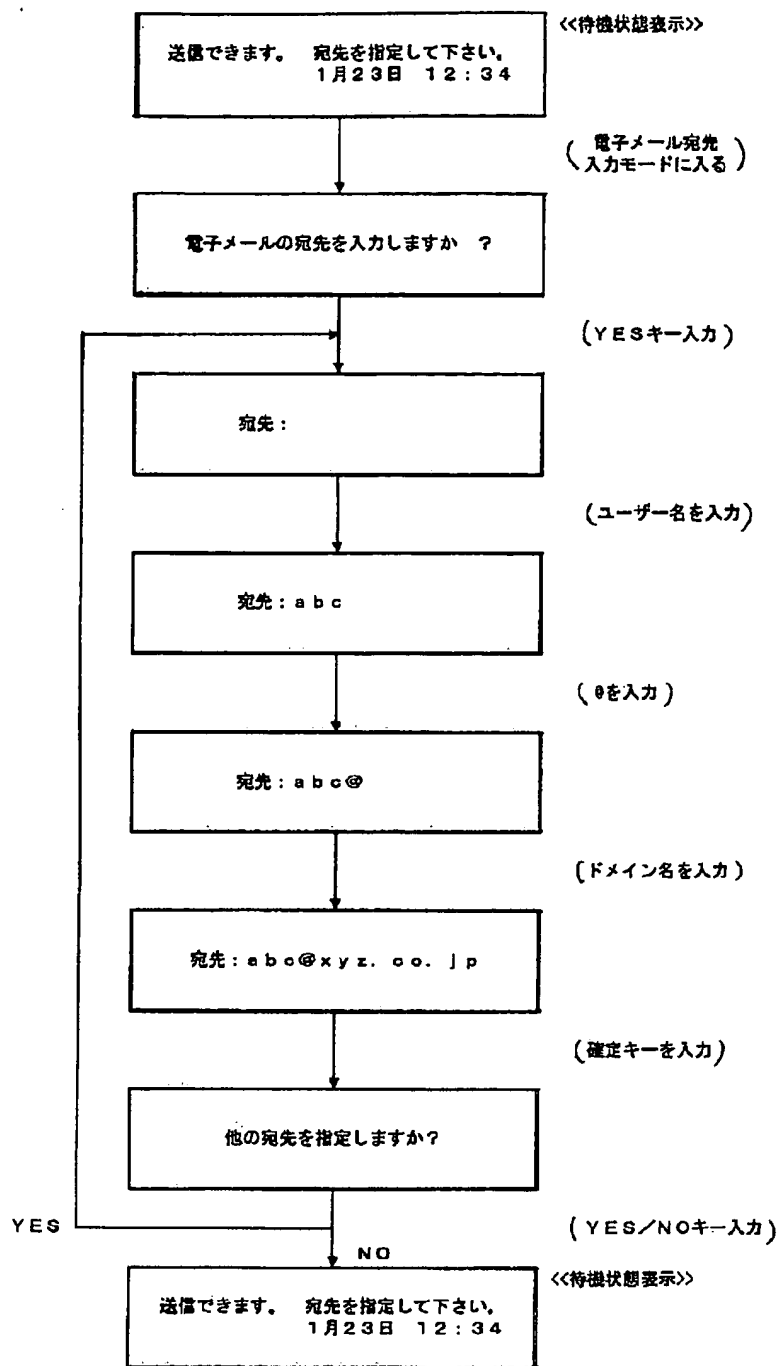 <<待機状態表示>>
送信できます。 宛先を指定して下さい。
1月23日 12:34
(電子メール宛先
入力モードに入る)
電子メールの宛先を入力しますか ?
(YESキー入力)
宛先:
(ユーザー名を入力)
宛先:abc
(@を入力)
宛先:abc@
(ドメイン名を入力)
宛先:abc@xyz. co. jp
(確定キーを入力)
他の宛先を指定しますか?
YES
(YES/NOキー入力)
NO
<<待機状態表示>>
送信できます。 宛先を指定して下さい。
1月23日 12:34